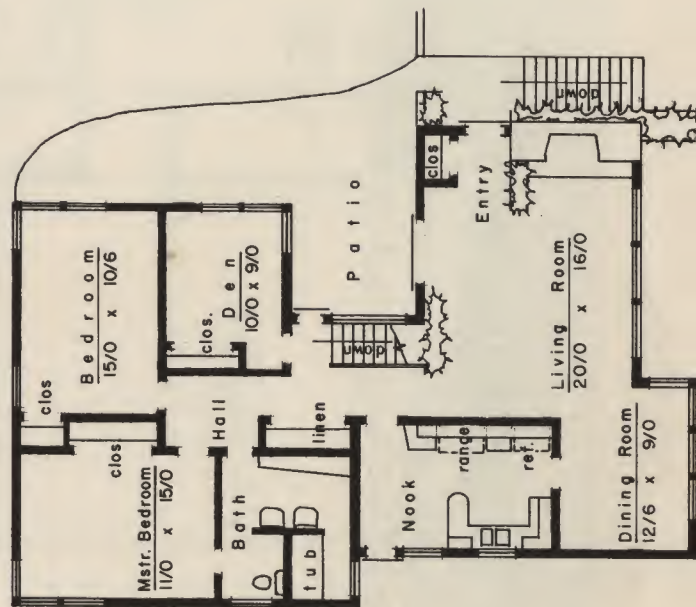 down
clos
Entry
Patio
Bedroom
15/0 x 10/6
Den
10/0 x 9/0
clos.
down
Living Room
20/0 x 16/0
clos
clos.
Hall
linen
range
ref.
Nook
Dining Room
12/6 x 9/0
Mstr. Bedroom
11/0 x 15/0
Bath
tub